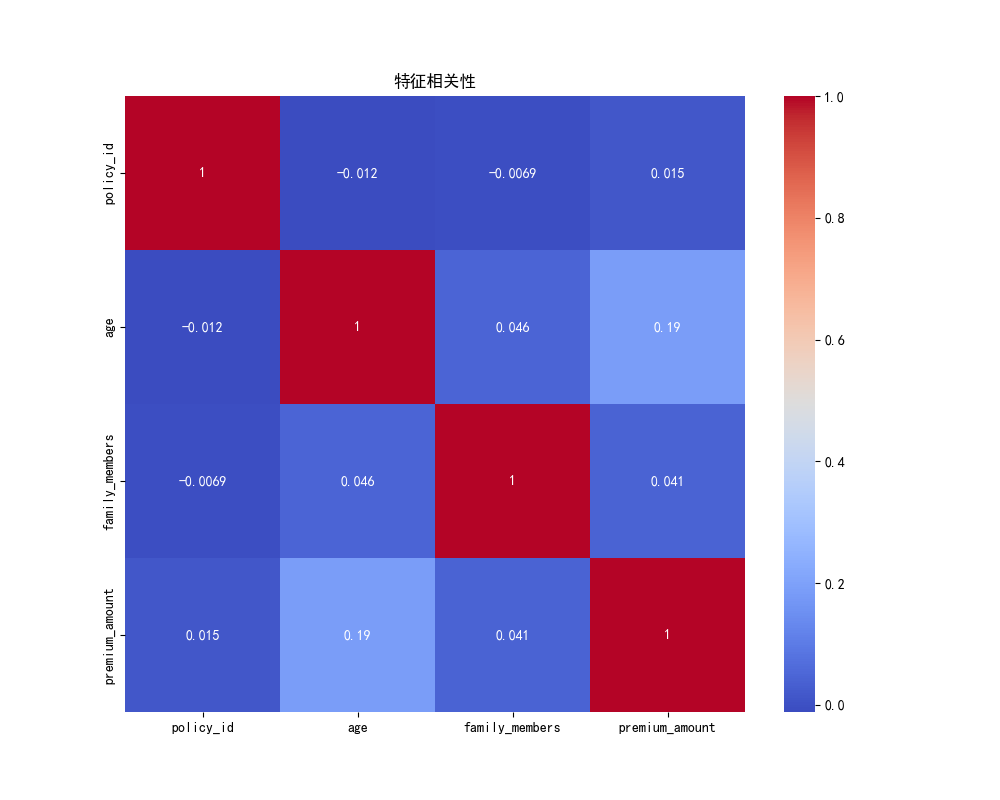 特征相关性
policy_id 1 -0.012 -0.0069 0.015
age -0.012 1 0.046 0.19
family_members -0.0069 0.046 1 0.041
premium_amount 0.015 0.19 0.041 1
policy_id age family_members premium_amount
1.0
0.8
0.6
0.4
0.2
0.0